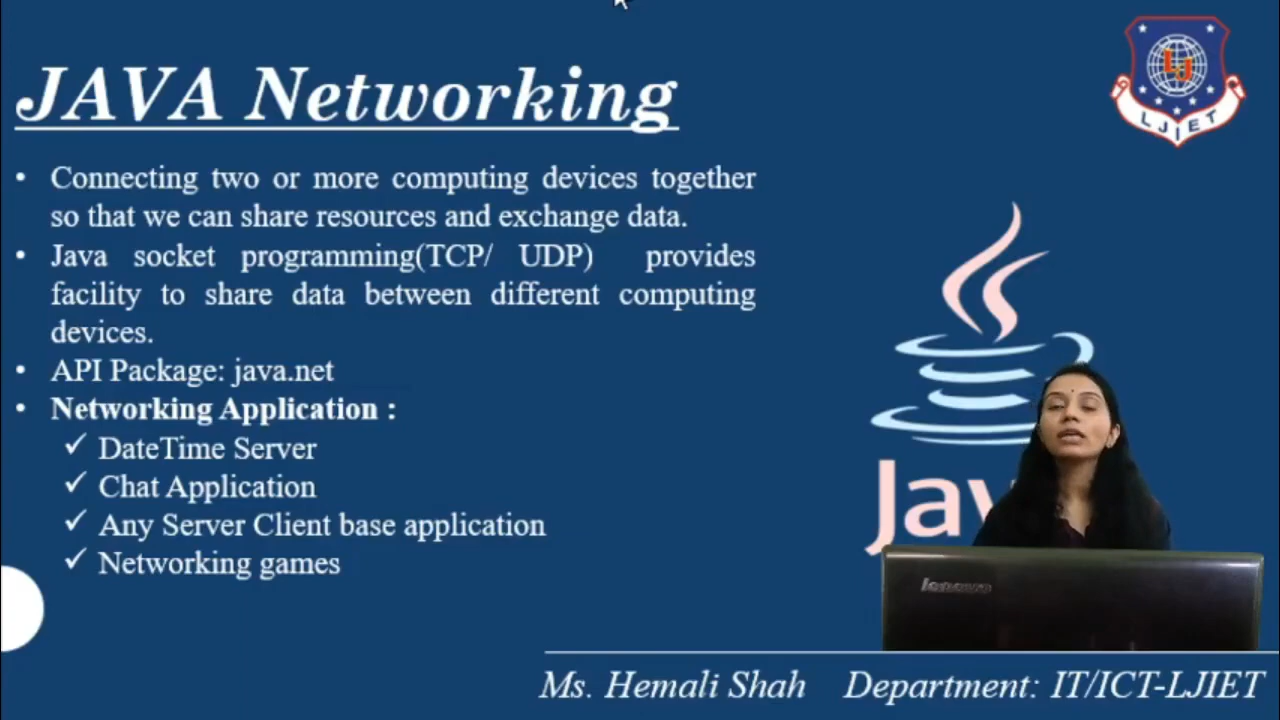 JAVA Networking
• Connecting two or more computing devices together
so that we can share resources and exchange data.
• Java socket programming(TCP/ UDP) provides
facility to share data between different computing
devices.
• API Package: java.net
• Networking Application :
✓ DateTime Server
✓ Chat Application
✓ Any Server Client base application
✓ Networking games
LJ
LJIET
Jav
lenovo
Ms. Hemali Shah Department: IT/ICT-LJIET